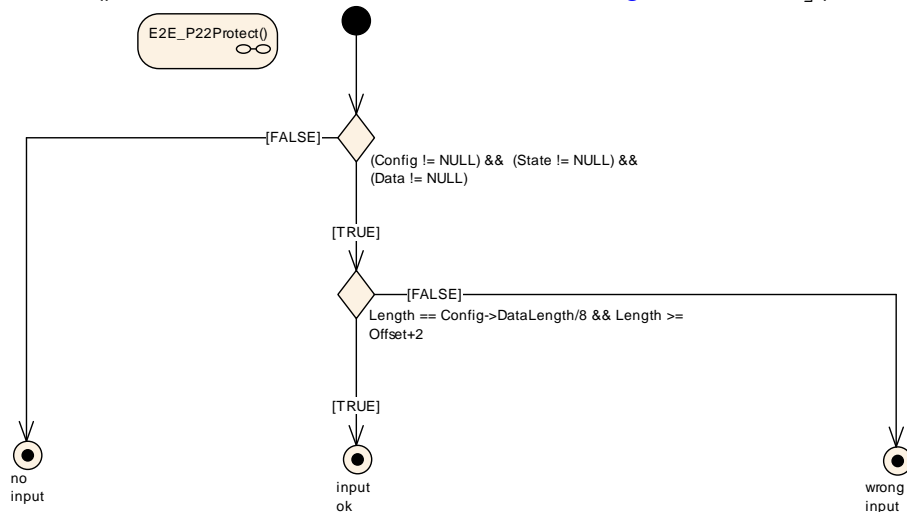 E2E_P22Protect()
[FALSE]
(Config != NULL) && (State != NULL) &&
(Data != NULL)
[TRUE]
[FALSE]
Length == Config->DataLength/8 && Length >=
Offset+2
[TRUE]
no
input
input
ok
wrong
input